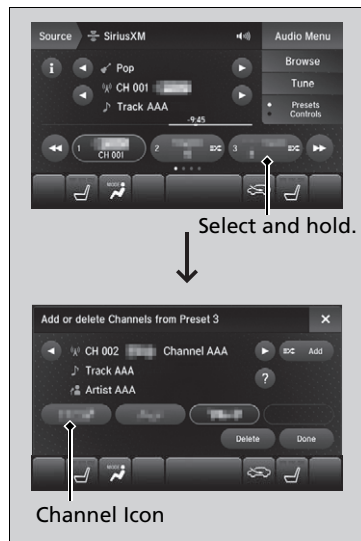 Source SiriusXM Audio Menu
i Pop Browse
CH 001 Tune
Track AAA Presets
Controls
-9:45
1 2 3
CH 001
MODE
Select and hold.
Add or delete Channels from Preset 3 ×
CH 002 Channel AAA Add
Track AAA ?
Artist AAA
Delete Done
MODE
Channel Icon